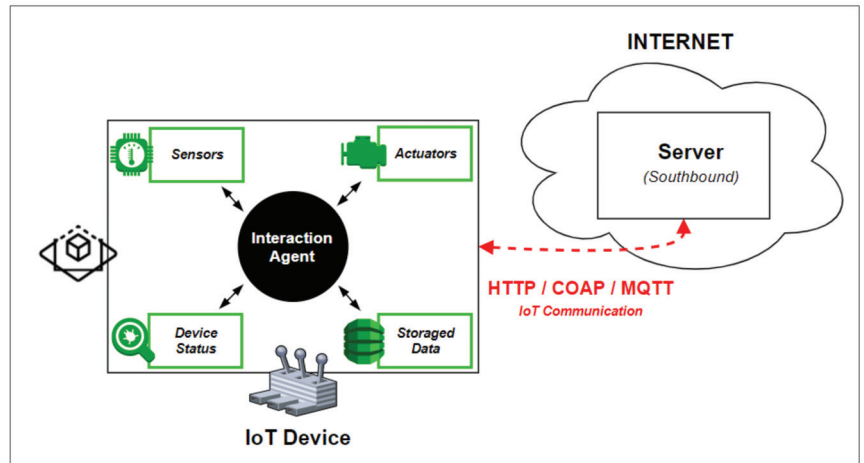 INTERNET
Sensors
Actuators
Server
(Southbound)
Interaction
Agent
HTTP / COAP / MQTT
IoT Communication
Device
Status
Storaged
Data
IoT Device